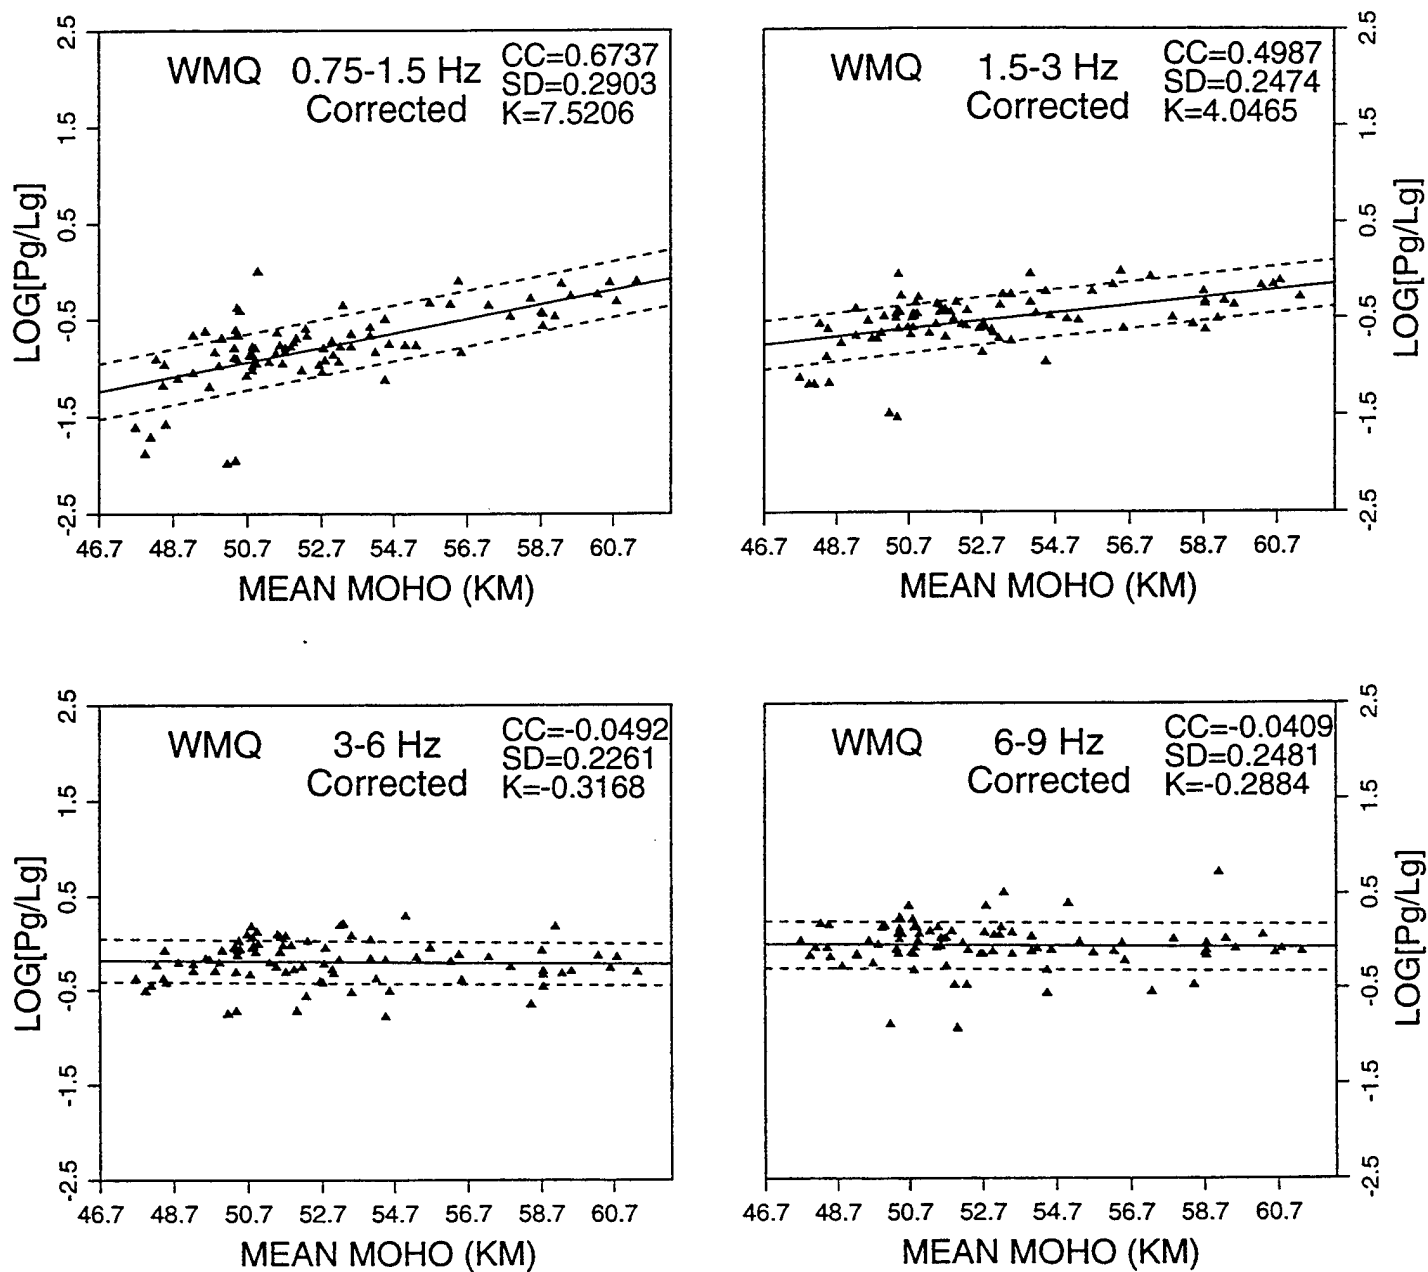 WMQ 0.75-1.5 Hz
Corrected
CC=0.6737
SD=0.2903
K=7.5206
LOG[Pg/Lg]
2.5
1.5
0.5
-0.5
-1.5
-2.5
46.7 48.7 50.7 52.7 54.7 56.7 58.7 60.7
MEAN MOHO (KM)
WMQ 1.5-3 Hz
Corrected
CC=0.4987
SD=0.2474
K=4.0465
LOG[Pg/Lg]
2.5
1.5
0.5
-0.5
-1.5
-2.5
46.7 48.7 50.7 52.7 54.7 56.7 58.7 60.7
MEAN MOHO (KM)
WMQ 3-6 Hz
Corrected
CC=-0.0492
SD=0.2261
K=-0.3168
LOG[Pg/Lg]
2.5
1.5
0.5
-0.5
-1.5
-2.5
46.7 48.7 50.7 52.7 54.7 56.7 58.7 60.7
MEAN MOHO (KM)
WMQ 6-9 Hz
Corrected
CC=-0.0409
SD=0.2481
K=-0.2884
LOG[Pg/Lg]
2.5
1.5
0.5
-0.5
-1.5
-2.5
46.7 48.7 50.7 52.7 54.7 56.7 58.7 60.7
MEAN MOHO (KM)